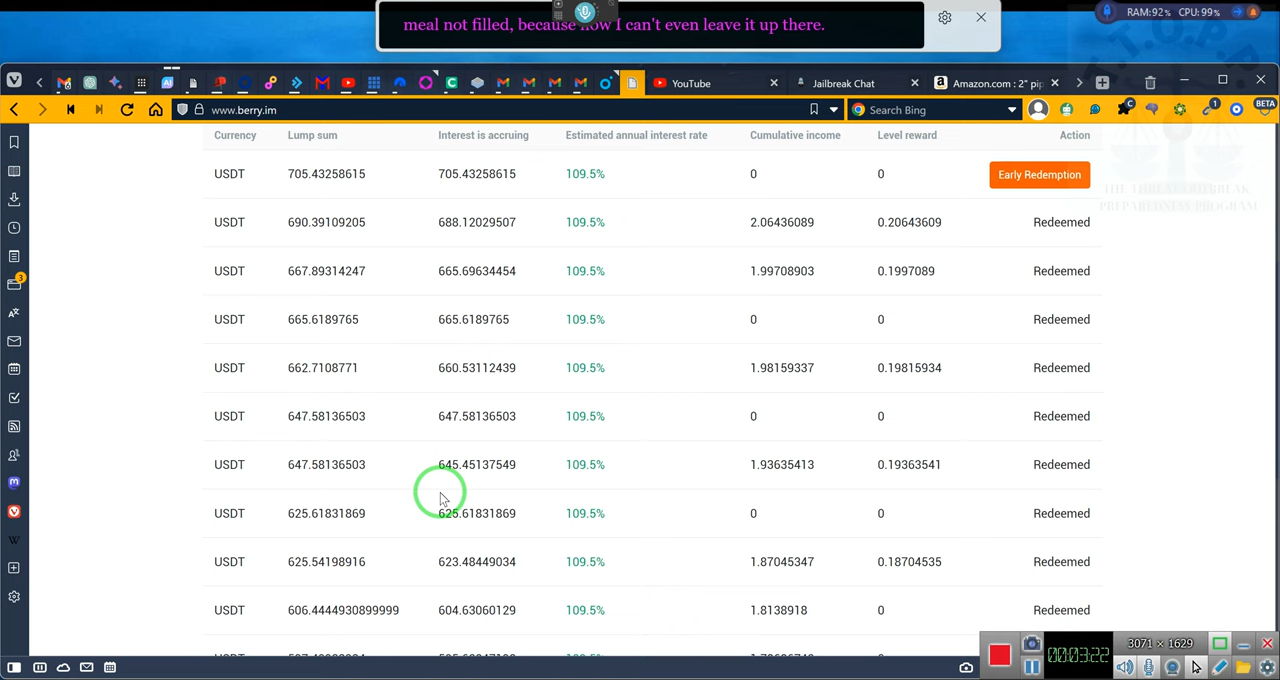 meal not filled, because now I can't even leave it up there.
RAM:92% CPU:99%
YouTube
Jailbreak Chat
Amazon.com : 2" pip
BETA
www.berry.im
Search Bing
Currency Lump sum Interest is accruing Estimated annual interest rate Cumulative income Level reward Action
USDT 705.43258615 705.43258615 109.5% 0 0 Early Redemption
USDT 690.39109205 688.12029507 109.5% 2.06436089 0.20643609 Redeemed
USDT 667.89314247 665.69634454 109.5% 1.99708903 0.1997089 Redeemed
USDT 665.6189765 665.6189765 109.5% 0 0 Redeemed
USDT 662.7108771 660.53112439 109.5% 1.98159337 0.19815934 Redeemed
USDT 647.58136503 647.58136503 109.5% 0 0 Redeemed
USDT 647.58136503 645.45137549 109.5% 1.93635413 0.19363541 Redeemed
USDT 625.61831869 625.61831869 109.5% 0 0 Redeemed
USDT 625.54198916 623.48449034 109.5% 1.87045347 0.18704535 Redeemed
USDT 606.4444930899999 604.63060129 109.5% 1.8138918 0 Redeemed
3071 × 1629
00:03:22